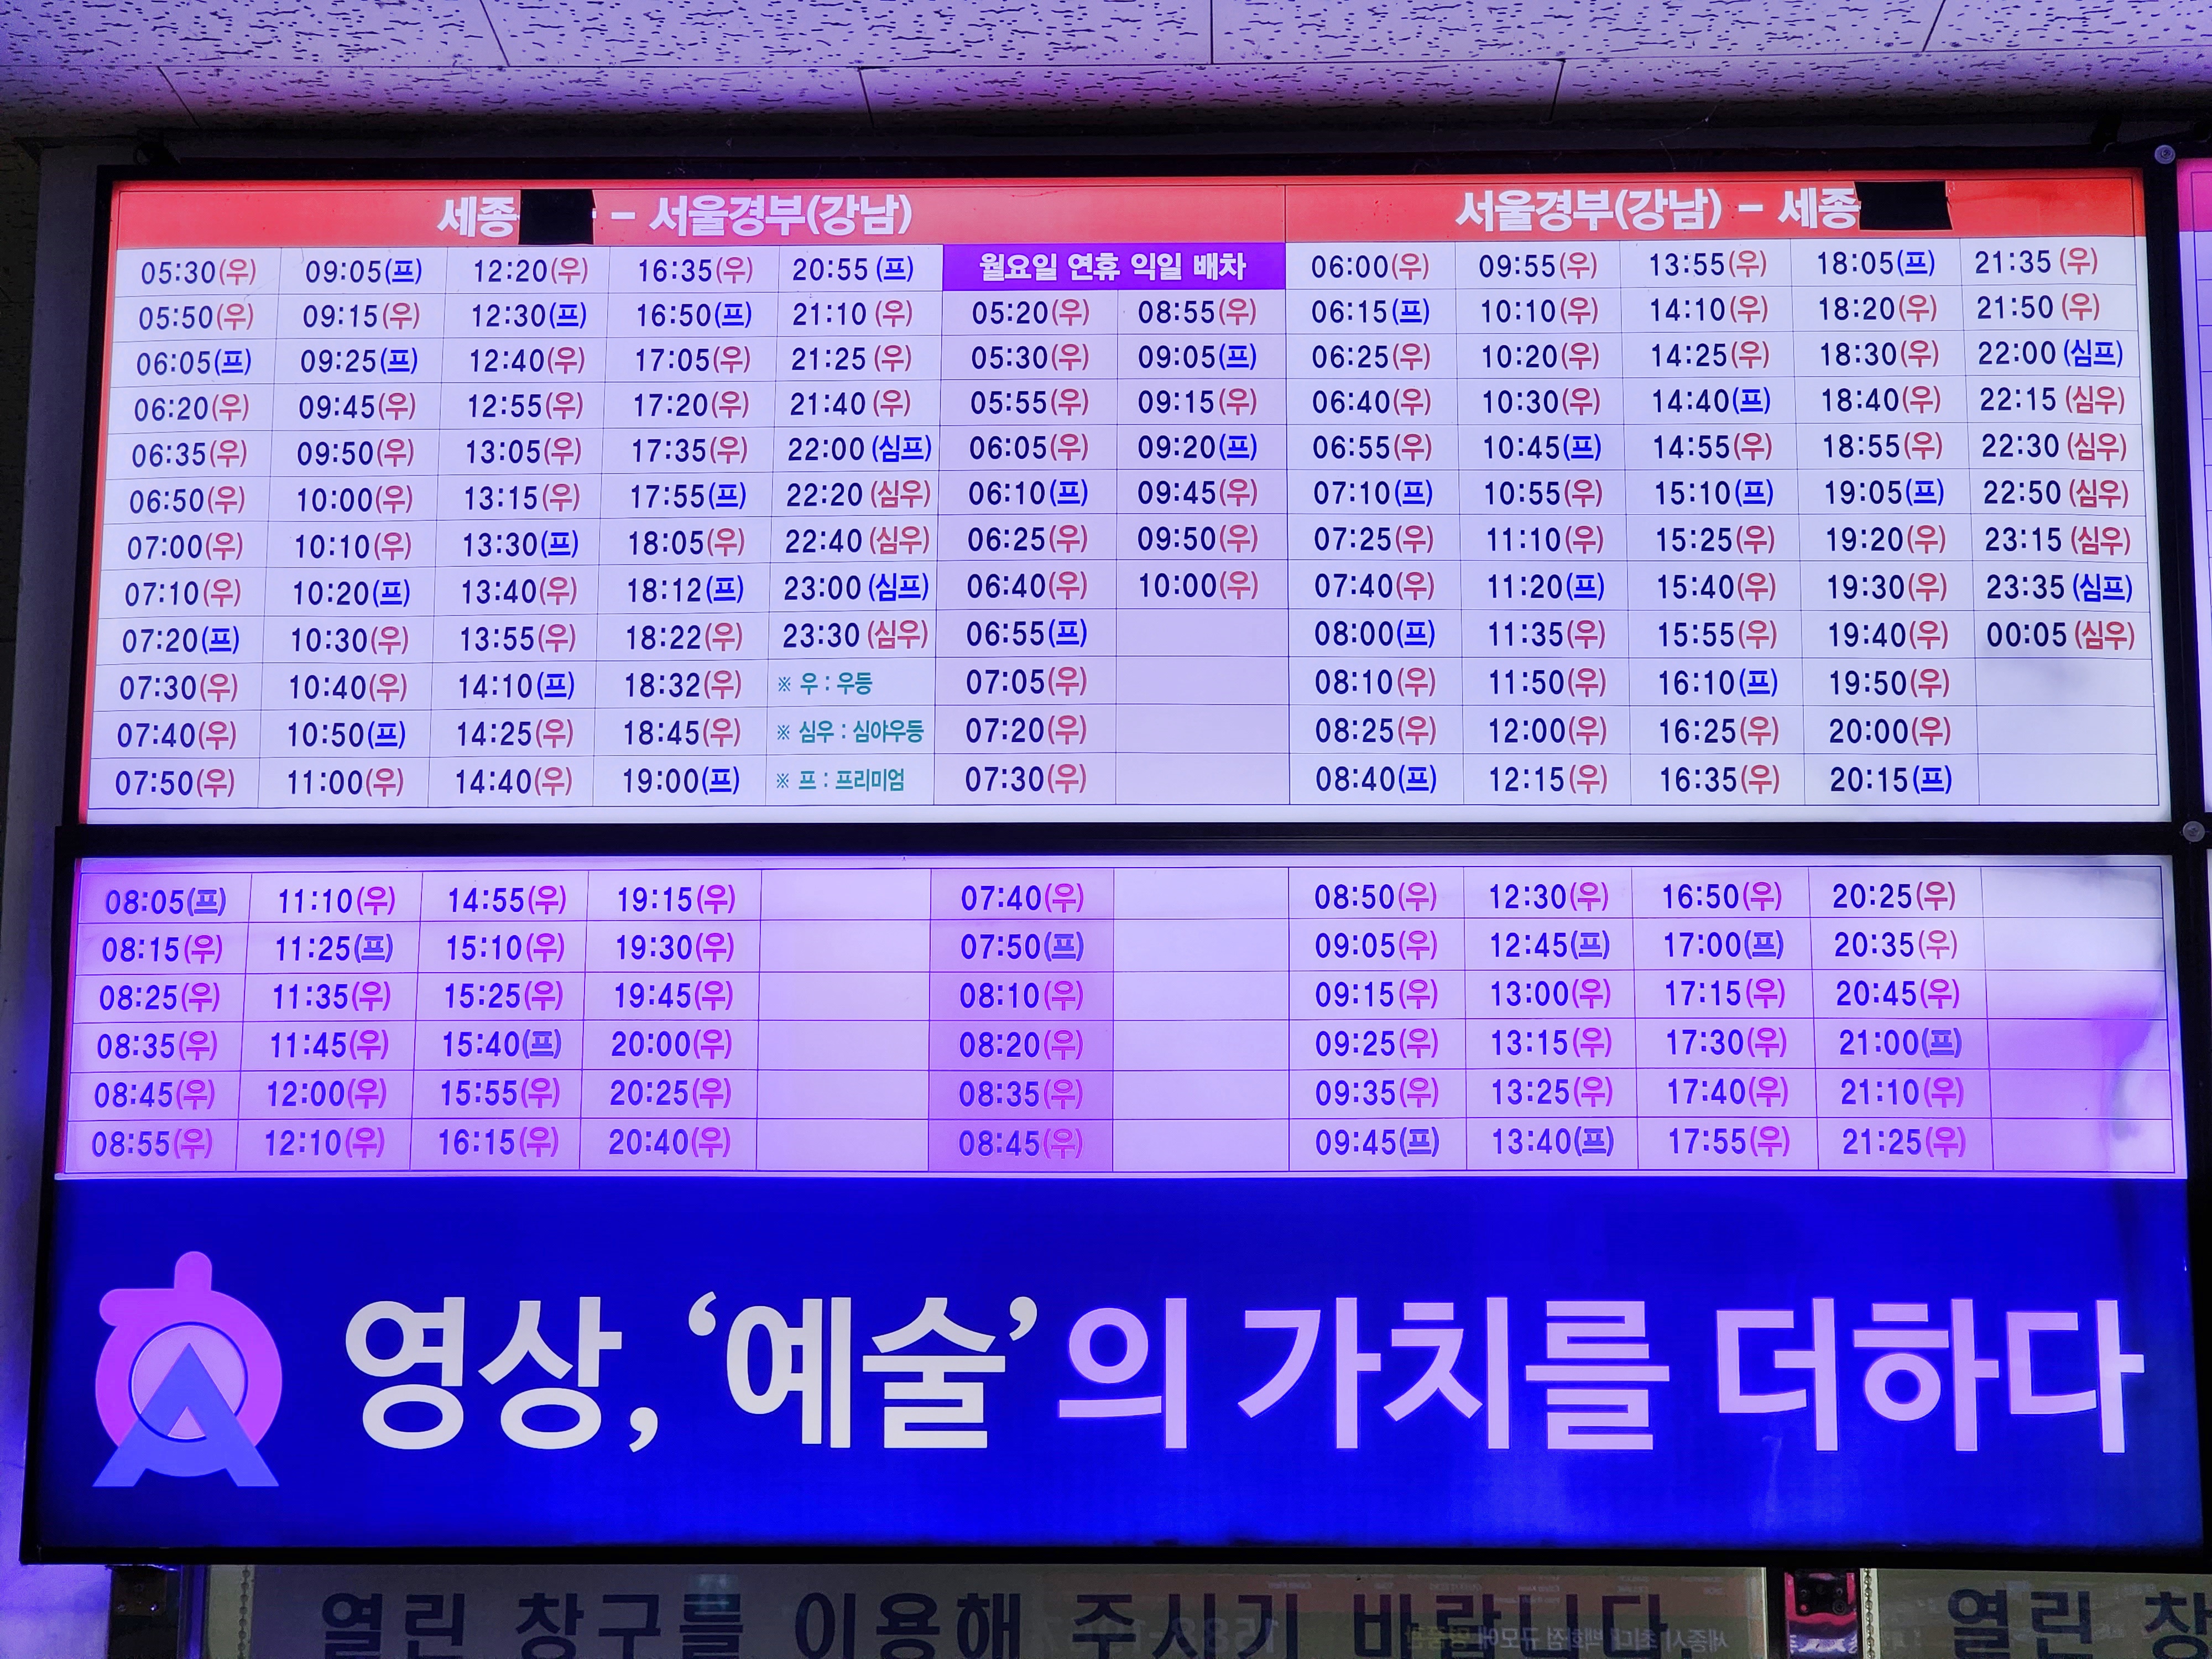 세종 - 서울경부(강남) 서울경부(강남) - 세종
05:30(우) 09:05(프) 12:20(우) 16:35(우) 20:55 (프) 월요일 연휴 익일 배차 06:00(우) 09:55(우) 13:55(우) 18:05(프) 21:35 (우)
05:50(우) 09:15(우) 12:30(프) 16:50(프) 21:10 (우) 05:20(우) 08:55(우) 06:15(프) 10:10(우) 14:10(우) 18:20(우) 21:50 (우)
06:05(프) 09:25(프) 12:40(우) 17:05(우) 21:25 (우) 05:30(우) 09:05(프) 06:25(우) 10:20(우) 14:25(우) 18:30(우) 22:00 (심프)
06:20(우) 09:45(우) 12:55(우) 17:20(우) 21:40 (우) 05:55(우) 09:15(우) 06:40(우) 10:30(우) 14:40(프) 18:40(우) 22:15 (심우)
06:35(우) 09:50(우) 13:05(우) 17:35(우) 22:00 (심프) 06:05(우) 09:20(프) 06:55(우) 10:45(프) 14:55(우) 18:55(우) 22:30 (심우)
06:50(우) 10:00(우) 13:15(우) 17:55(프) 22:20 (심우) 06:10(프) 09:45(우) 07:10(프) 10:55(우) 15:10(프) 19:05(프) 22:50 (심우)
07:00(우) 10:10(우) 13:30(프) 18:05(우) 22:40 (심우) 06:25(우) 09:50(우) 07:25(우) 11:10(우) 15:25(우) 19:20(우) 23:15 (심우)
07:10(우) 10:20(프) 13:40(우) 18:12(프) 23:00 (심프) 06:40(우) 10:00(우) 07:40(우) 11:20(프) 15:40(우) 19:30(우) 23:35 (심프)
07:20(프) 10:30(우) 13:55(우) 18:22(우) 23:30 (심우) 06:55(프) 08:00(프) 11:35(우) 15:55(우) 19:40(우) 00:05 (심우)
07:30(우) 10:40(우) 14:10(프) 18:32(우) ※ 우 : 우등 07:05(우) 08:10(우) 11:50(우) 16:10(프) 19:50(우)
07:40(우) 10:50(프) 14:25(우) 18:45(우) ※ 심우 : 심야우등 07:20(우) 08:25(우) 12:00(우) 16:25(우) 20:00(우)
07:50(우) 11:00(우) 14:40(우) 19:00(프) ※ 프 : 프리미엄 07:30(우) 08:40(프) 12:15(우) 16:35(우) 20:15(프)
08:05(프) 11:10(우) 14:55(우) 19:15(우) 07:40(우) 08:50(우) 12:30(우) 16:50(우) 20:25(우)
08:15(우) 11:25(프) 15:10(우) 19:30(우) 07:50(프) 09:05(우) 12:45(프) 17:00(프) 20:35(우)
08:25(우) 11:35(우) 15:25(우) 19:45(우) 08:10(우) 09:15(우) 13:00(우) 17:15(우) 20:45(우)
08:35(우) 11:45(우) 15:40(프) 20:00(우) 08:20(우) 09:25(우) 13:15(우) 17:30(우) 21:00(프)
08:45(우) 12:00(우) 15:55(우) 20:25(우) 08:35(우) 09:35(우) 13:25(우) 17:40(우) 21:10(우)
08:55(우) 12:10(우) 16:15(우) 20:40(우) 08:45(우) 09:45(프) 13:40(프) 17:55(우) 21:25(우)
영상, ‘예술’의 가치를 더하다
열린 창구를 이용해 주시기 바랍니다. 열린